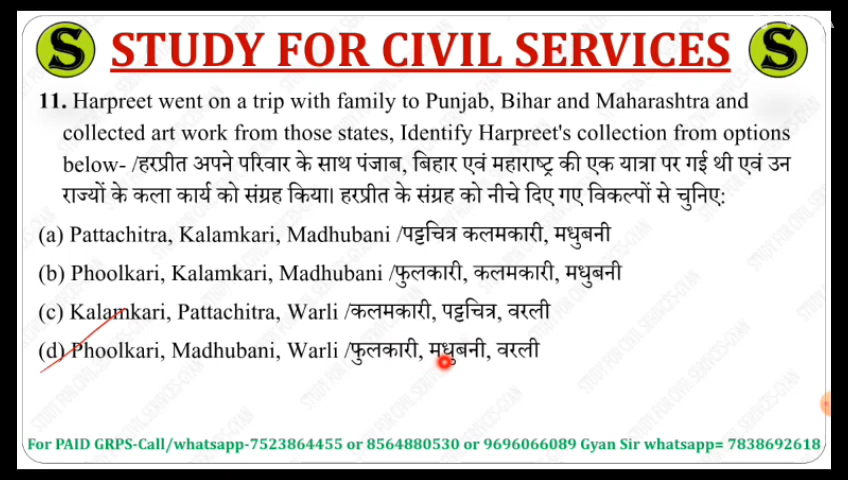 S STUDY FOR CIVIL SERVICES S
11. Harpreet went on a trip with family to Punjab, Bihar and Maharashtra and
collected art work from those states, Identify Harpreet's collection from options
below- /हरप्रीत अपने परिवार के साथ पंजाब, बिहार एवं महाराष्ट्र की एक यात्रा पर गई थी एवं उन
राज्यों के कला कार्य को संग्रह किया। हरप्रीत के संग्रह को नीचे दिए गए विकल्पों से चुनिए:
(a) Pattachitra, Kalamkari, Madhubani /पट्टचित्र कलमकारी, मधुबनी
(b) Phoolkari, Kalamkari, Madhubani /फुलकारी, कलमकारी, मधुबनी
(c) Kalamkari, Pattachitra, Warli /कलमकारी, पट्टचित्र, वरली
(d) Phoolkari, Madhubani, Warli /फुलकारी, मधुबनी, वरली
For PAID GRPS-Call/whatsapp-7523864455 or 8564880530 or 9696066089 Gyan Sir whatsapp= 7838692618